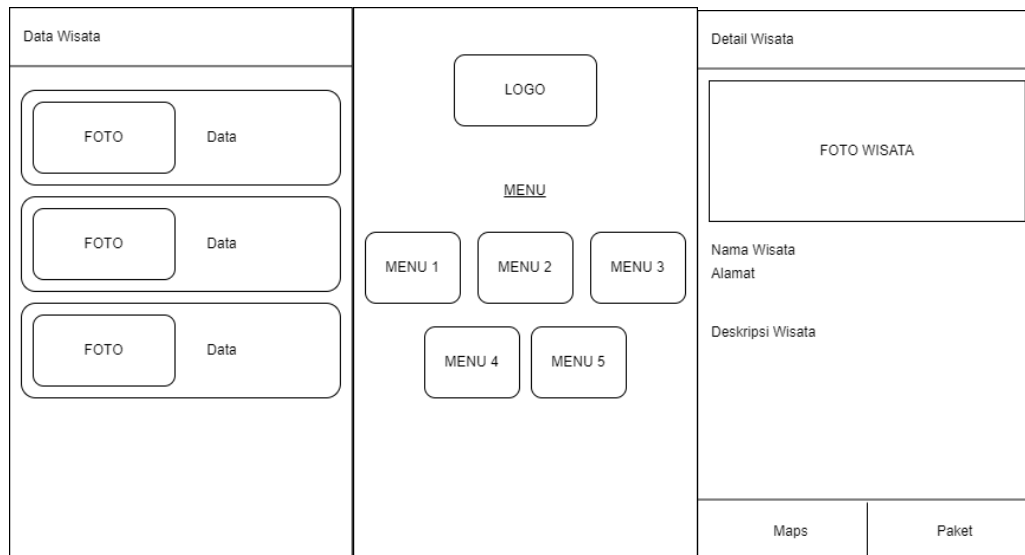 Data Wisata
FOTO
Data
FOTO
Data
FOTO
Data
LOGO
MENU
MENU 1
MENU 2
MENU 3
MENU 4
MENU 5
Detail Wisata
FOTO WISATA
Nama Wisata
Alamat
Deskripsi Wisata
Maps
Paket